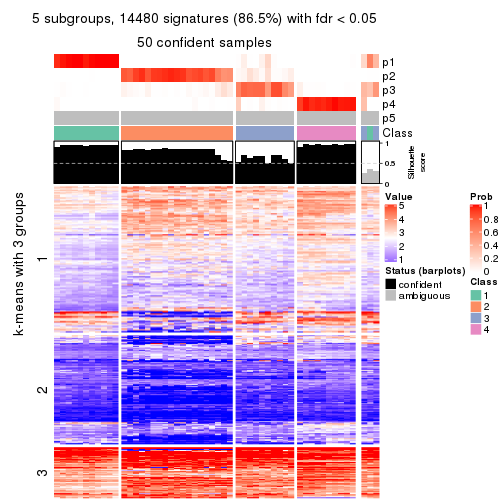 5 subgroups, 14480 signatures (86.5%) with fdr < 0.05
50 confident samples
p1
p2
p3
p4
p5
Class
1
0.5
0
Silhouette
score
k-means with 3 groups
1
2
3
Value
5
4
3
2
1
Status (barplots)
confident
ambiguous
Prob
1
0.8
0.6
0.4
0.2
0
Class
1
2
3
4